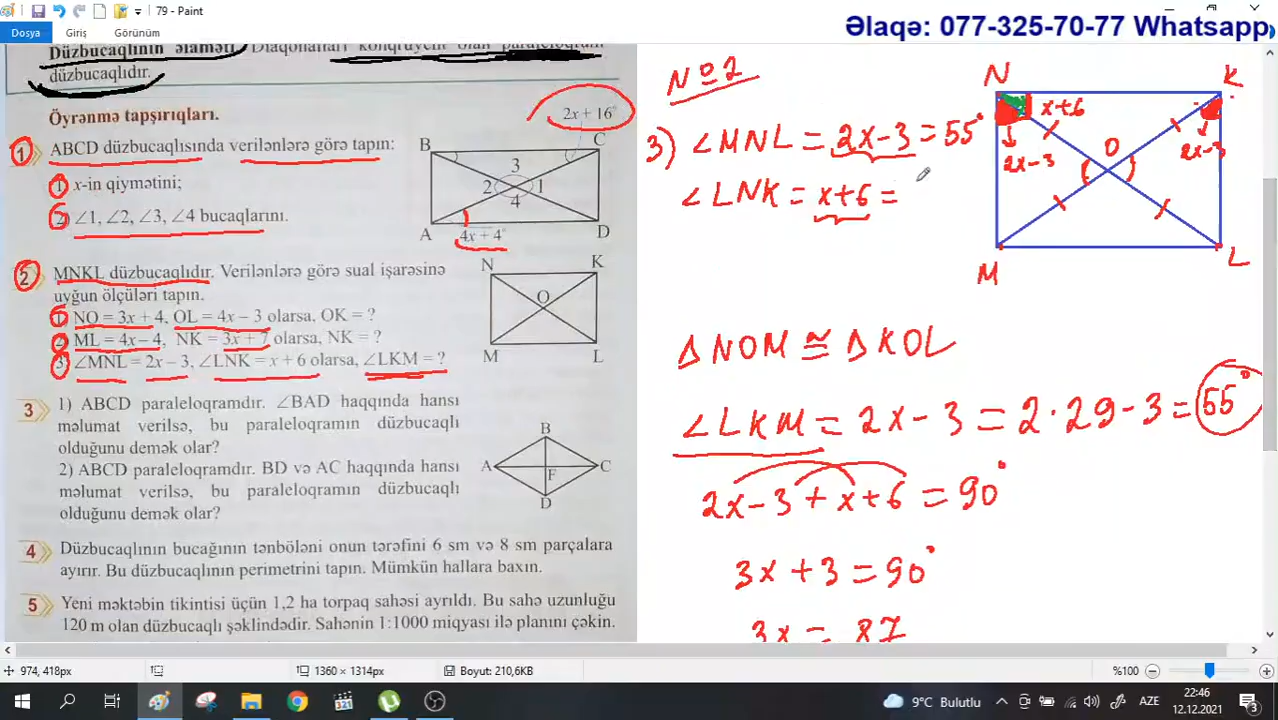 79 - Paint
Dosya
Giriş
Görünüm
Əlaqə: 077-325-70-77 Whatsapp
Düzbucaqlının əlaməti Diaqonalları konqruyent olan paraleloqram
düzbucaqlıdır.
Öyrənmə tapşırıqları.
1 ABCD düzbucaqlısında verilənlərə görə tapın:
1) x-in qiymətini;
2) ∠1, ∠2, ∠3, ∠4 bucaqlarını.
2x + 16°
B
C
3
2
1
4
A
D
4x + 4°
2 MNKL düzbucaqlıdır. Verilənlərə görə sual işarəsinə
uyğun ölçüləri tapın.
1) NO = 3x + 4, OL = 4x – 3 olarsa, OK = ?
2) ML = 4x – 4, NK = 3x + 7 olarsa, NK = ?
3) ∠MNL = 2x – 3, ∠LNK = x + 6 olarsa, ∠LKM = ?
N
K
O
M
L
3 1) ABCD paraleloqramdır. ∠BAD haqqında hansı
məlumat verilsə, bu paraleloqramın düzbucaqlı
olduğunu demək olar?
2) ABCD paraleloqramdır. BD və AC haqqında hansı
məlumat verilsə, bu paraleloqramın düzbucaqlı
olduğunu demək olar?
B
A
C
F
D
4 Düzbucaqlının bucağının tənböləni onun tərəfini 6 sm və 8 sm parçalara
ayırır. Bu düzbucaqlının perimetrini tapın. Mümkün hallara baxın.
5 Yeni məktəbin tikintisi üçün 1,2 ha torpaq sahəsi ayrıldı. Bu sahə uzunluğu
120 m olan düzbucaqlı şəklindədir. Sahənin 1:1000 miqyası ilə planını çəkin.
№2
3) ∠MNL = 2x-3 = 55°
∠LNK = x+6 =
N
K
x+6
2x-3
2x-3
O
M
L
Δ NOM ≅ Δ KOL
∠LKM = 2x-3 = 2·29-3 = 55°
2x-3+x+6 = 90°
3x+3 = 90°
3x = 87
974, 418px
1360 × 1314px
Boyut: 210,6KB
%100
9°C Bulutlu
AZE
22:46
12.12.2021
3